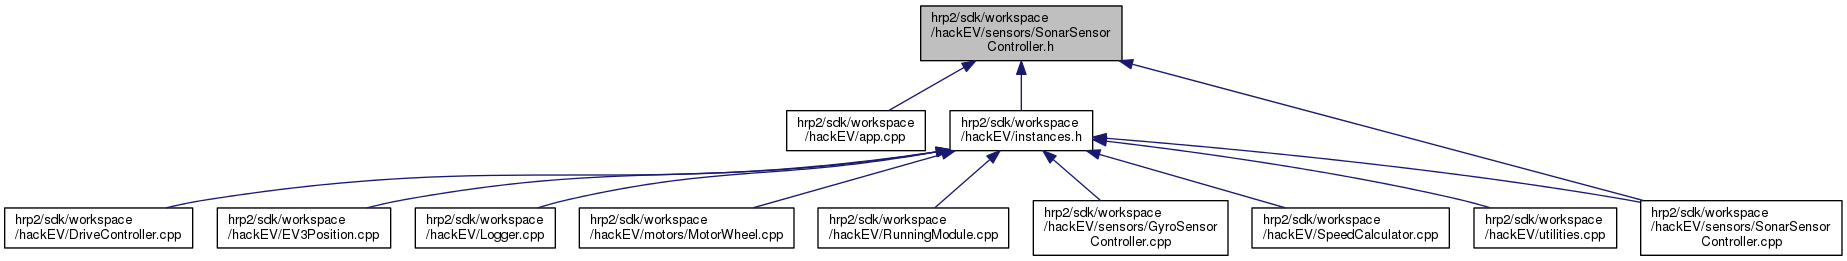 hrp2/sdk/workspace
/hackEV/sensors/SonarSensor
Controller.h
hrp2/sdk/workspace
/hackEV/app.cpp
hrp2/sdk/workspace
/hackEV/instances.h
hrp2/sdk/workspace
/hackEV/DriveController.cpp
hrp2/sdk/workspace
/hackEV/EV3Position.cpp
hrp2/sdk/workspace
/hackEV/Logger.cpp
hrp2/sdk/workspace
/hackEV/motors/MotorWheel.cpp
hrp2/sdk/workspace
/hackEV/RunningModule.cpp
hrp2/sdk/workspace
/hackEV/sensors/GyroSensor
Controller.cpp
hrp2/sdk/workspace
/hackEV/SpeedCalculator.cpp
hrp2/sdk/workspace
/hackEV/utilities.cpp
hrp2/sdk/workspace
/hackEV/sensors/SonarSensor
Controller.cpp